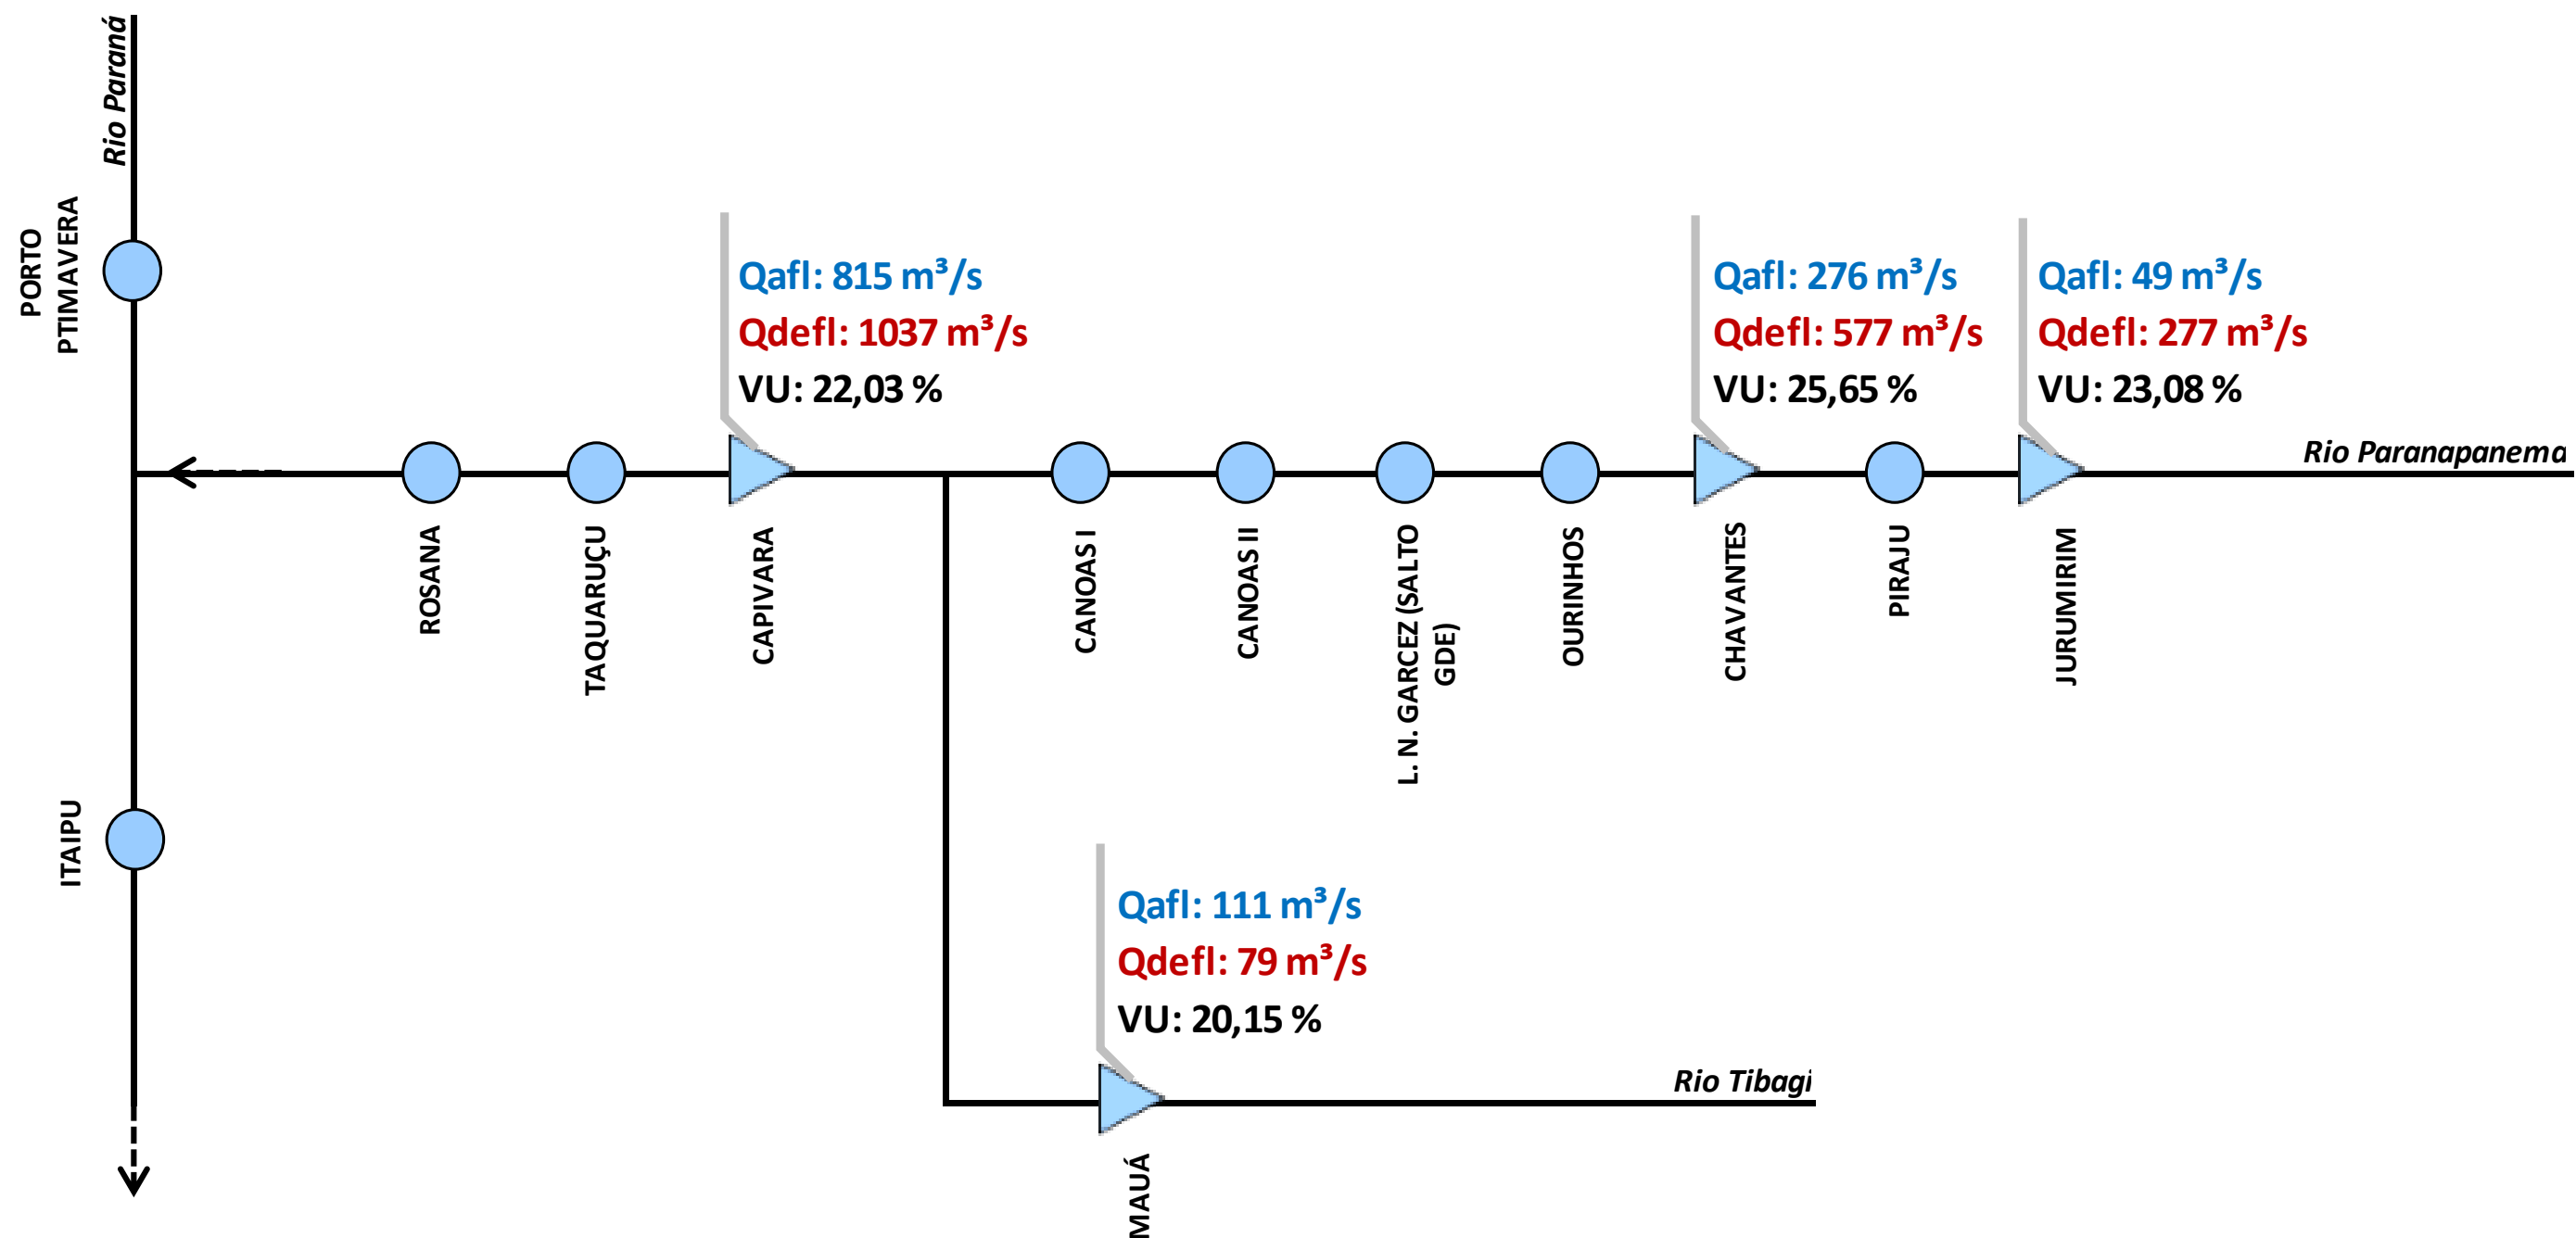 Rio Paraná
PORTO
PTIMAVERA
Qafl: 815 m³/s
Qdefl: 1037 m³/s
VU: 22,03 %
Qafl: 276 m³/s
Qdefl: 577 m³/s
VU: 25,65 %
Qafl: 49 m³/s
Qdefl: 277 m³/s
VU: 23,08 %
Rio Paranapanema
ROSANA
TAQUARUÇU
CAPIVARA
CANOAS I
CANOAS II
L. N. GARCEZ (SALTO
GDE)
OURINHOS
CHAVANTES
PIRAJU
JURUMIRIM
ITAIPU
Qafl: 111 m³/s
Qdefl: 79 m³/s
VU: 20,15 %
Rio Tibagi
MAUÁ